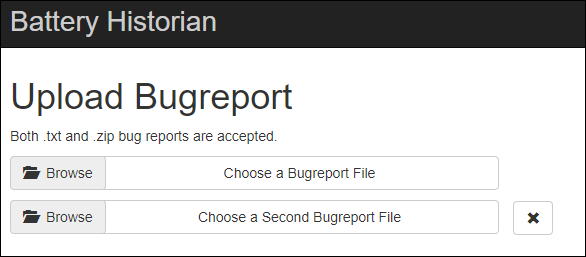 Battery Historian
Upload Bugreport
Both .txt and .zip bug reports are accepted.
Browse Choose a Bugreport File
Browse Choose a Second Bugreport File